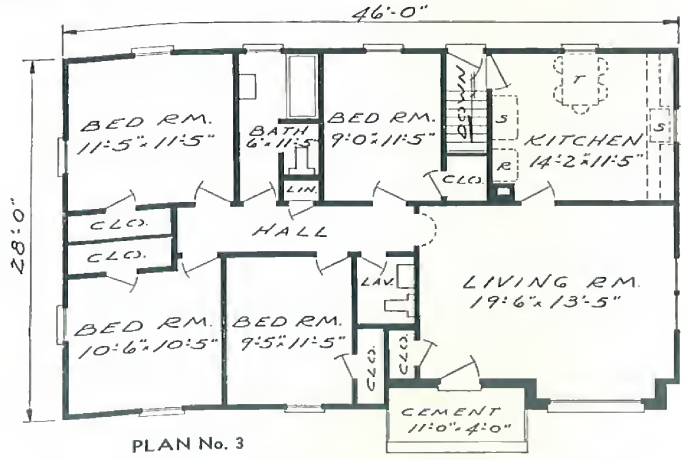 46'-0"
28'-0"
BED RM.
11'-5" x 11'-5"
BATH
6' x 11'-5"
LIN.
BED RM.
9'-0" x 11'-5"
DOWN
CLO.
S
R
T
S
KITCHEN
14'-2" x 11'-5"
CLO.
CLO.
HALL
LAV.
LIVING RM.
19'-6" x 13'-5"
BED RM.
10'-6" x 10'-5"
BED RM.
9'-5" x 11'-5"
CLO.
CLO.
CEMENT
11'-0" x 4'-0"
PLAN No. 3